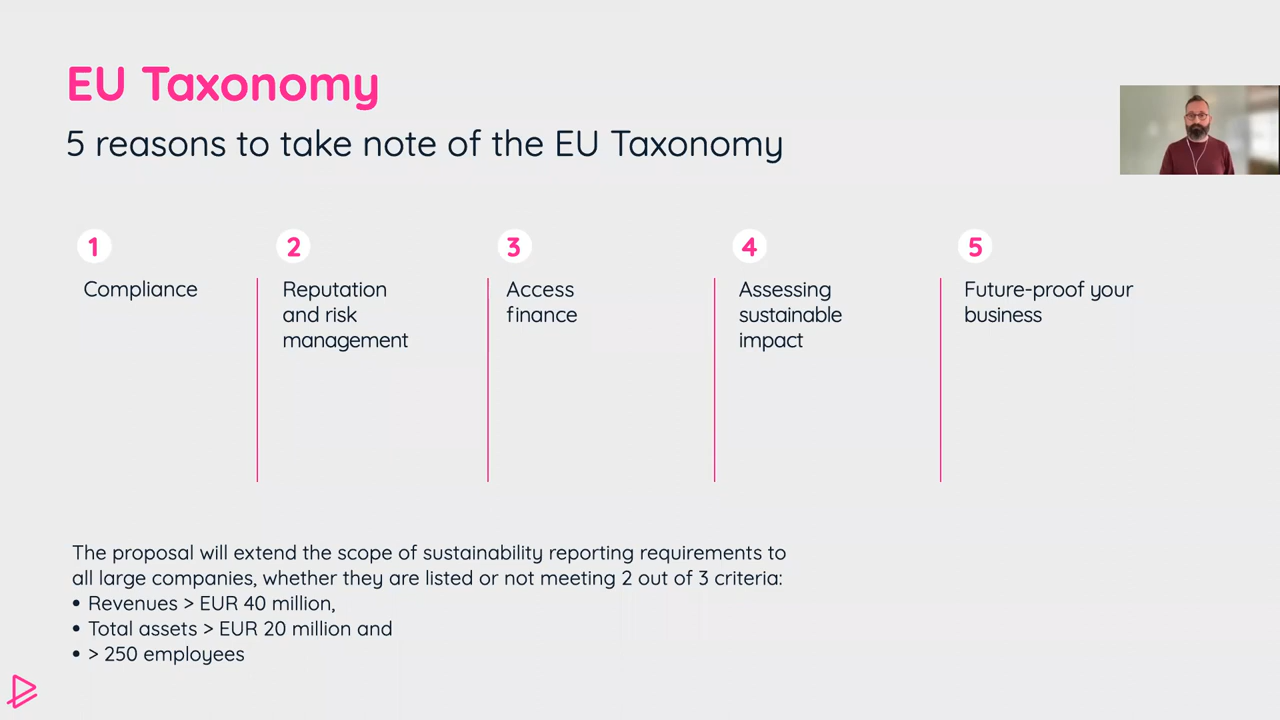 EU Taxonomy
5 reasons to take note of the EU Taxonomy
1
Compliance
2
Reputation
and risk
management
3
Access
finance
4
Assessing
sustainable
impact
5
Future-proof your
business
The proposal will extend the scope of sustainability reporting requirements to
all large companies, whether they are listed or not meeting 2 out of 3 criteria:
• Revenues > EUR 40 million,
• Total assets > EUR 20 million and
• > 250 employees